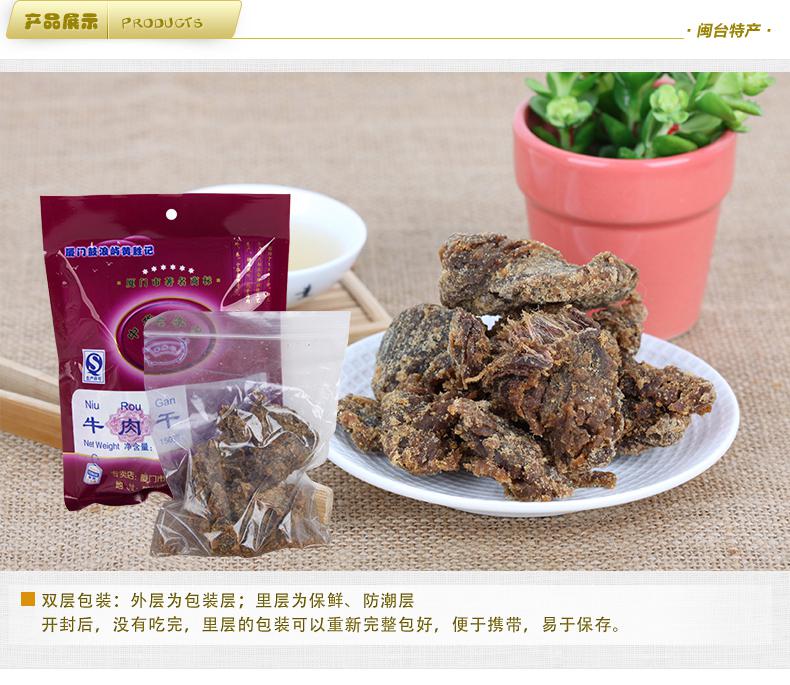 产品展示 PRODUCTS
·闽台特产·
厦门鼓浪屿黄胜记
厦门市著名商标
Niu Rou Gan
牛肉干
Net Weight 净含量:
双层包装：外层为包装层；里层为保鲜、防潮层
开封后，没有吃完，里层的包装可以重新完整包好，便于携带，易于保存。